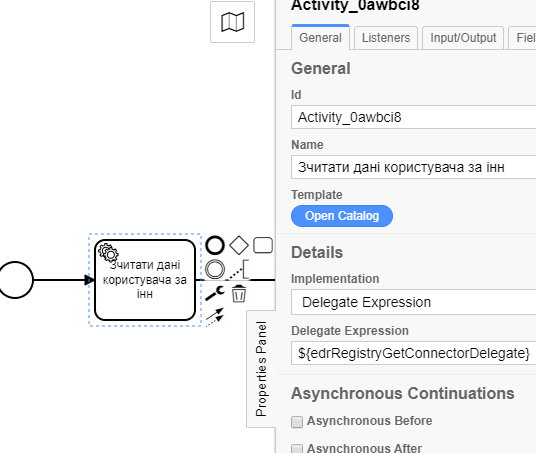 Activity_0awbci8
General
Listeners
Input/Output
General
Id
Activity_0awbci8
Name
Зчитати дані користувача за інн
Template
Open Catalog
Details
Implementation
Delegate Expression
Delegate Expression
${edrRegistryGetConnectorDelegate}
Asynchronous Continuations
Asynchronous Before
Asynchronous After
Зчитати дані
користувача за
інн
Properties Panel